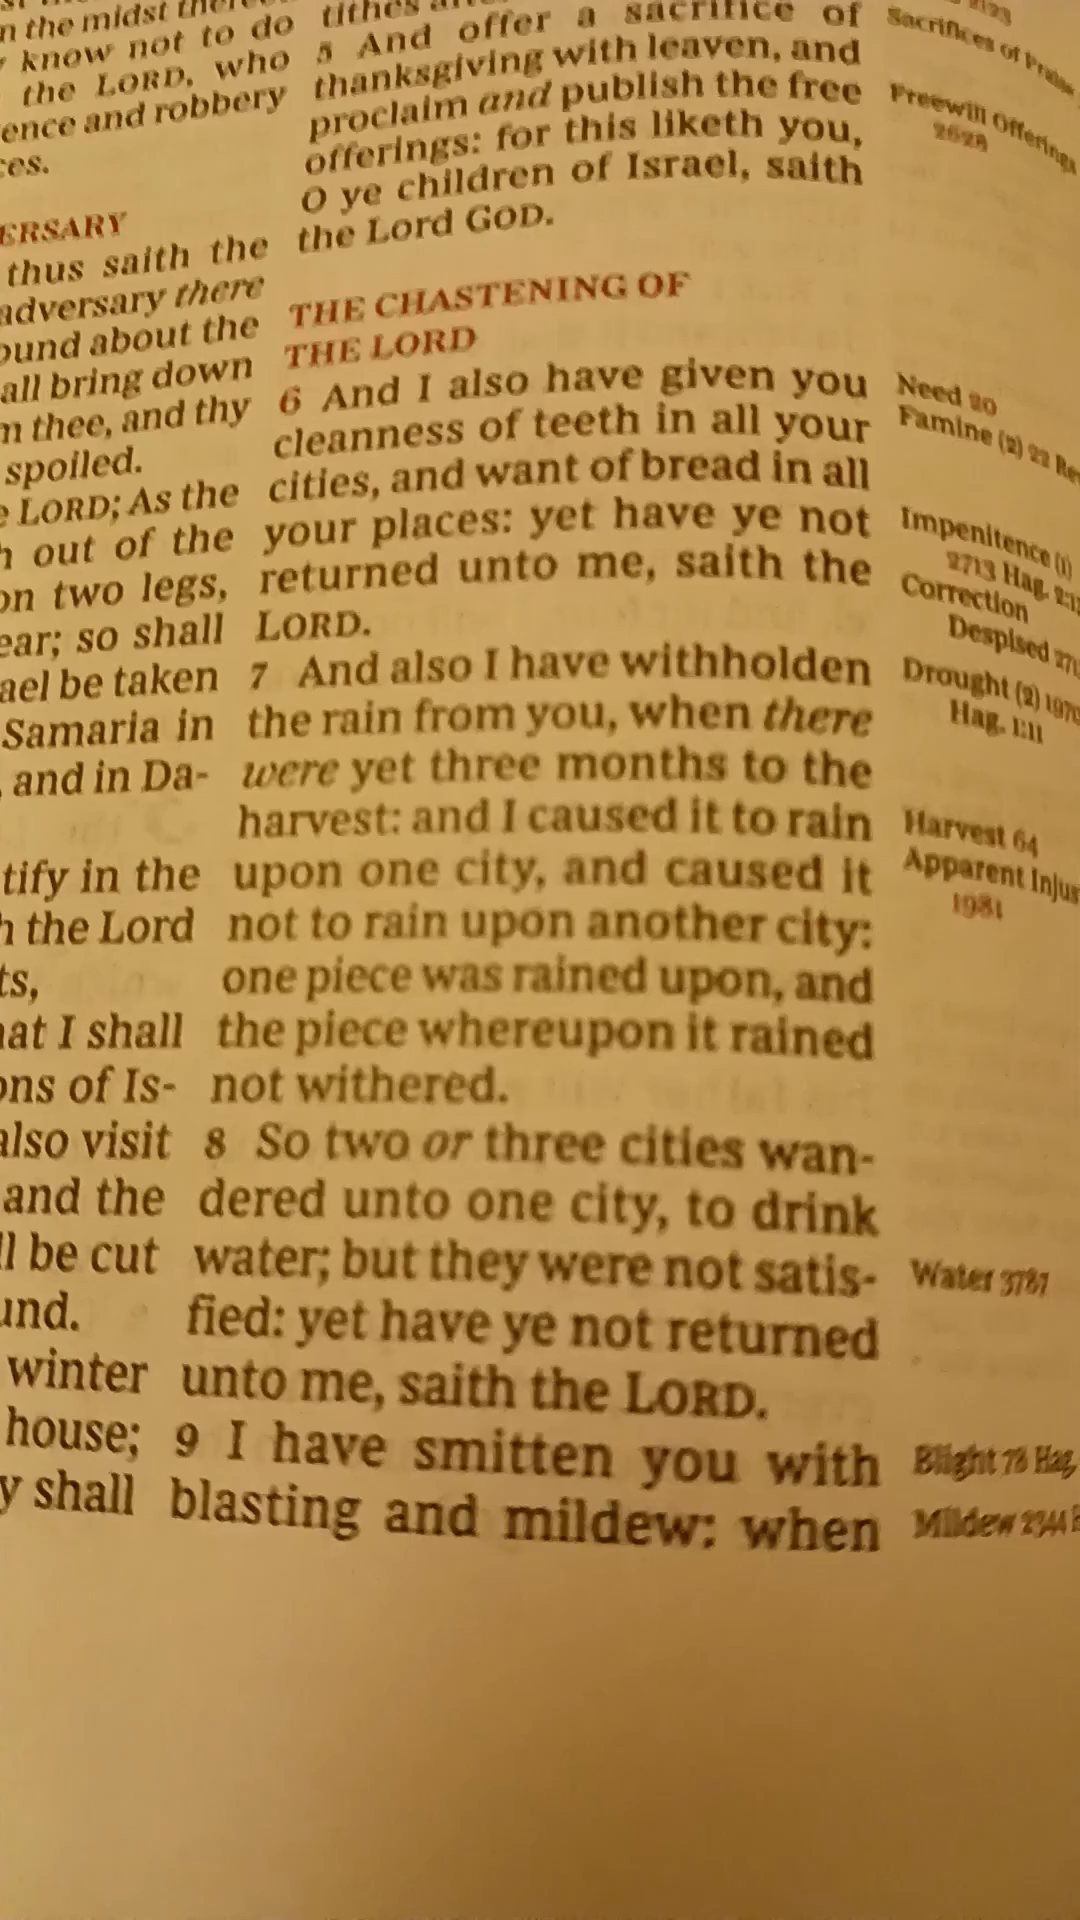 n the midst
know not to do
the LORD, who
ence and robbery
ces.
ERSARY
thus saith the
adversary there
ound about the
all bring down
m thee, and thy
spoiled.
e LORD; As the
h out of the
on two legs,
ear; so shall
ael be taken
Samaria in
, and in Da-
tify in the
h the Lord
ts,
hat I shall
ons of Is-
also visit
and the
ll be cut
und.
winter
house;
y shall
tithes
5 And offer a sacrifice of
thanksgiving with leaven, and
proclaim and publish the free
offerings: for this liketh you,
O ye children of Israel, saith
the Lord GOD.
THE CHASTENING OF
THE LORD
6 And I also have given you
cleanness of teeth in all your
cities, and want of bread in all
your places: yet have ye not
returned unto me, saith the
LORD.
7 And also I have withholden
the rain from you, when there
were yet three months to the
harvest: and I caused it to rain
upon one city, and caused it
not to rain upon another city:
one piece was rained upon, and
the piece whereupon it rained
not withered.
8 So two or three cities wan-
dered unto one city, to drink
water; but they were not satis-
fied: yet have ye not returned
unto me, saith the LORD.
9 I have smitten you with
blasting and mildew: when
Sacrifices of Praise
Freewill Offerings
2628
Need 20
Famine (2) 22 Rev
Impenitence (1)
2713 Hag. 2:1
Correction
Despised 271
Drought (2) 1970
Hag. 1:11
Harvest 64
Apparent Injus
1981
Water 3787
Blight 78 Hag.
Mildew 2344